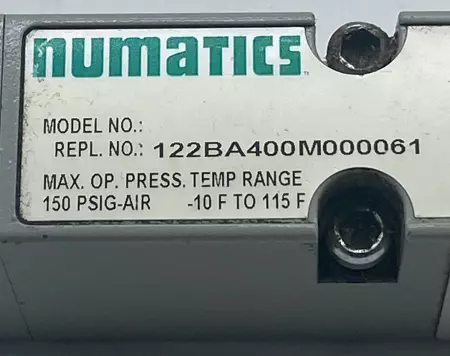 numatics
MODEL NO.:
REPL. NO.: 122BA400M000061
MAX. OP. PRESS. TEMP RANGE
150 PSIG-AIR -10 F TO 115 F